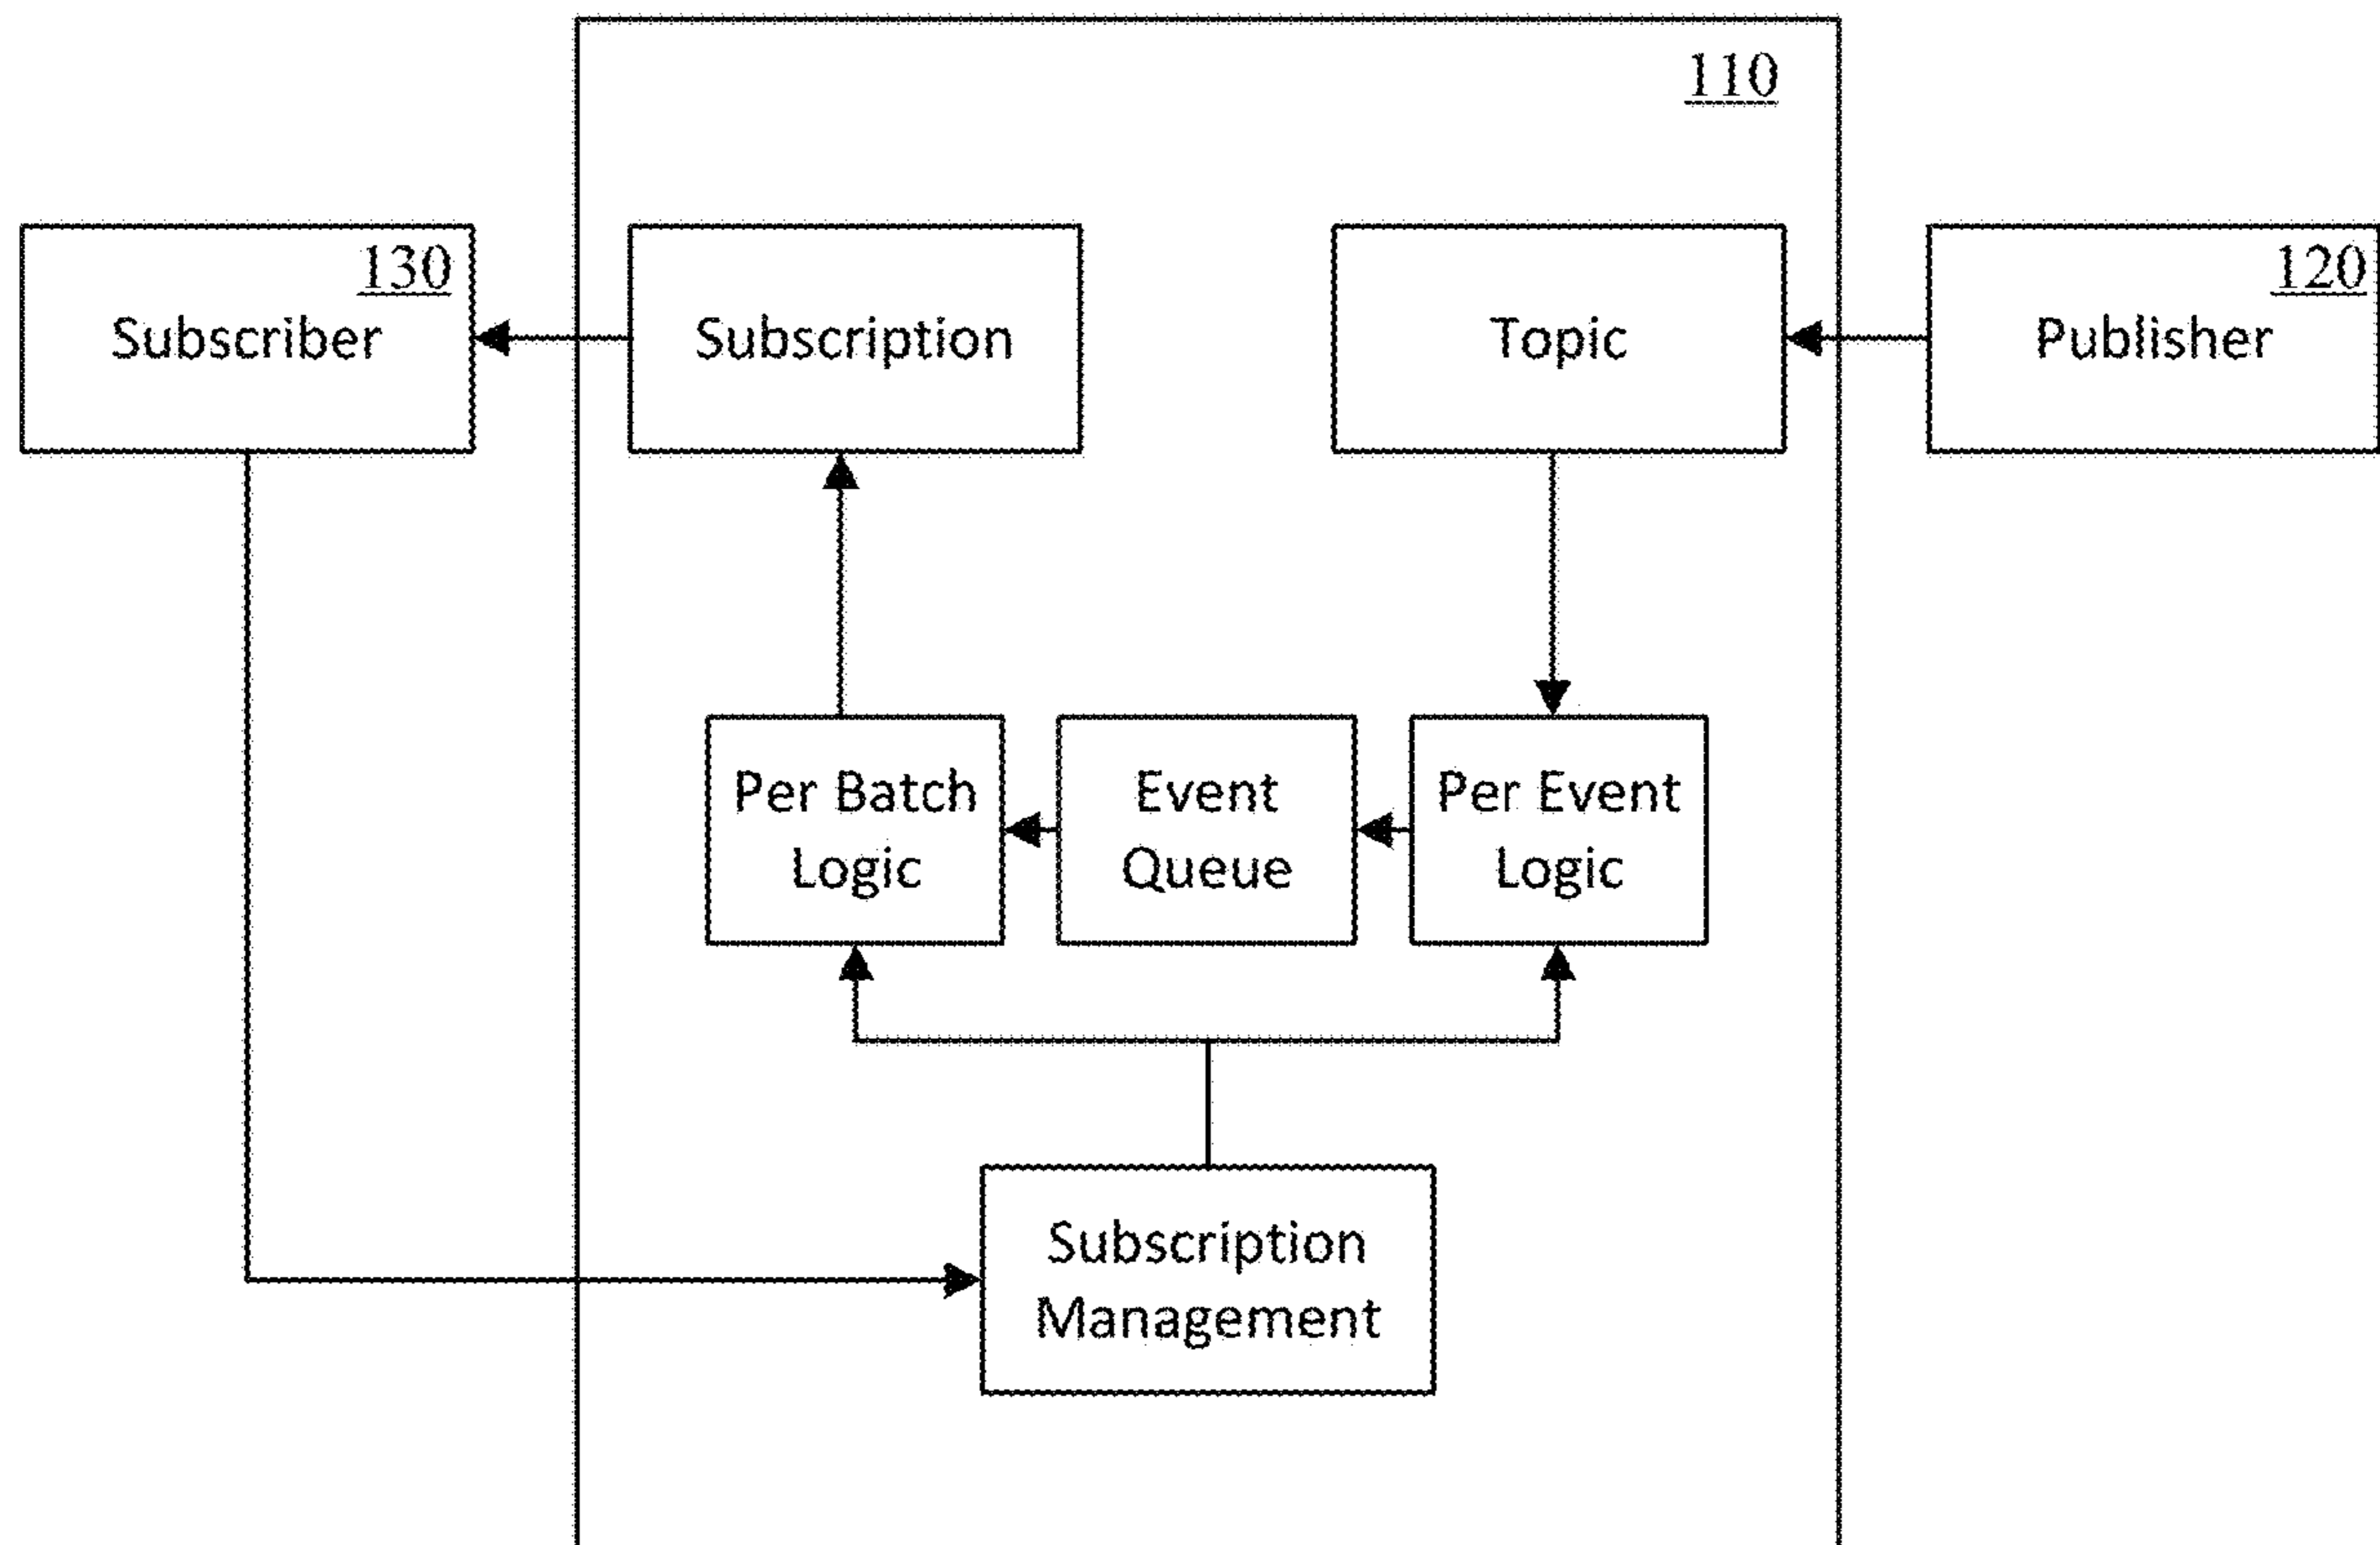 110
130
Subscriber
Subscription
Topic
120
Publisher
Per Batch
Logic
Event
Queue
Per Event
Logic
Subscription
Management